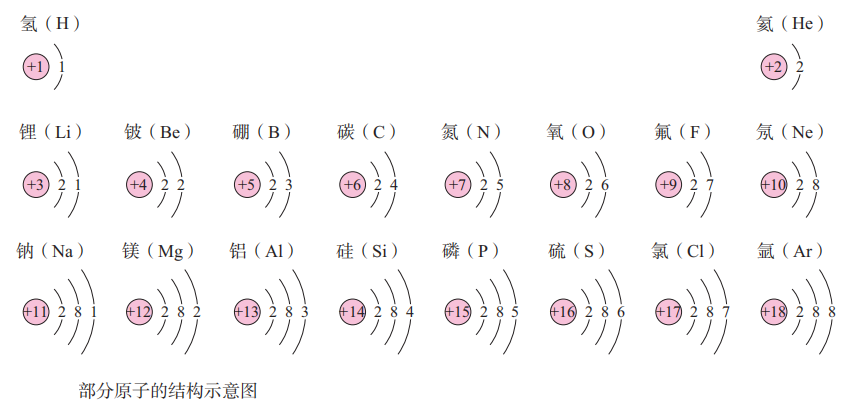 氢（H） 氦（He）
+1 1 +2 2
锂（Li） 铍（Be） 硼（B） 碳（C） 氮（N） 氧（O） 氟（F） 氖（Ne）
+3 2 1 +4 2 2 +5 2 3 +6 2 4 +7 2 5 +8 2 6 +9 2 7 +10 2 8
钠（Na） 镁（Mg） 铝（Al） 硅（Si） 磷（P） 硫（S） 氯（Cl） 氩（Ar）
+11 2 8 1 +12 2 8 2 +13 2 8 3 +14 2 8 4 +15 2 8 5 +16 2 8 6 +17 2 8 7 +18 2 8 8
部分原子的结构示意图